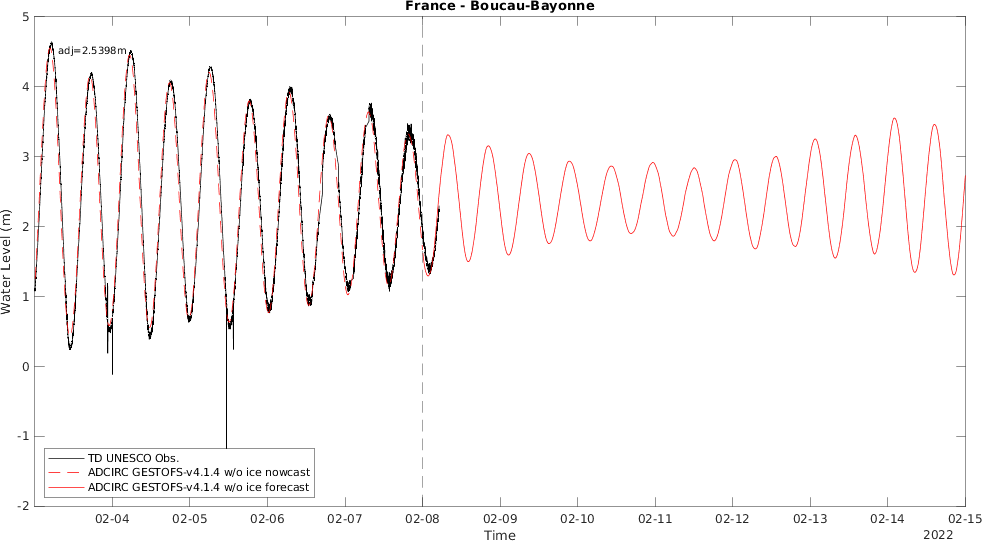 France - Boucau-Bayonne
adj=2.5398m
5
4
3
2
1
0
-1
-2
Water Level (m)
TD UNESCO Obs.
ADCIRC GESTOFS-v4.1.4 w/o ice nowcast
ADCIRC GESTOFS-v4.1.4 w/o ice forecast
02-04 02-05 02-06 02-07 02-08 02-09 02-10 02-11 02-12 02-13 02-14 02-15
Time
2022